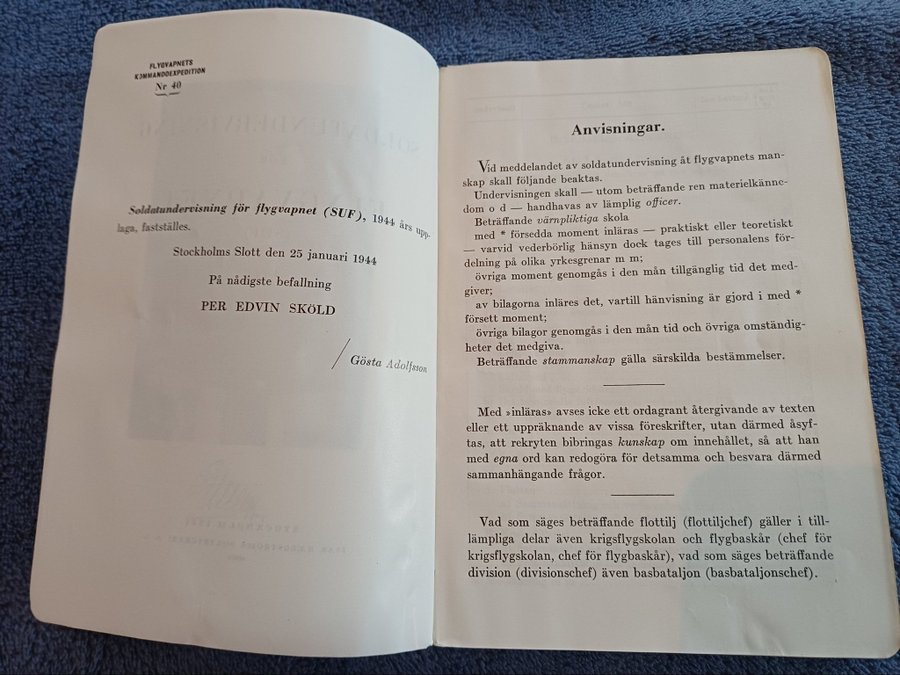 FLYGVAPNETS
KOMMANDOEXPEDITION
Nr 40
Soldatundervisning för flygvapnet (SUF), 1944 års upp-
laga, fastställes.
Stockholms Slott den 25 januari 1944
På nådigste befallning
PER EDVIN SKÖLD
/ Gösta Adolfsson
Anvisningar.
Vid meddelandet av soldatundervisning åt flygvapnets man-
skap skall följande beaktas.
Undervisningen skall — utom beträffande ren materielkänne-
dom o d — handhavas av lämplig officer.
Beträffande värnpliktiga skola
med * försedda moment inläras — praktiskt eller teoretiskt
— varvid vederbörlig hänsyn dock tages till personalens för-
delning på olika yrkesgrenar m m;
övriga moment genomgås i den mån tillgänglig tid det med-
giver;
av bilagorna inläres det, vartill hänvisning är gjord i med *
försett moment;
övriga bilagor genomgås i den mån tid och övriga omständig-
heter det medgiva.
Beträffande stammanskap gälla särskilda bestämmelser.
Med »inläras» avses icke ett ordagrant återgivande av texten
eller ett uppräknande av vissa föreskrifter, utan därmed åsyf-
tas, att rekryten bibringas kunskap om innehållet, så att han
med egna ord kan redogöra för detsamma och besvara därmed
sammanhängande frågor.
Vad som säges beträffande flottilj (flottiljchef) gäller i till-
lämpliga delar även krigsflygskolan och flygbaskår (chef för
krigsflygskolan, chef för flygbaskår), vad som säges beträffande
division (divisionschef) även basbataljon (basbataljonschef).